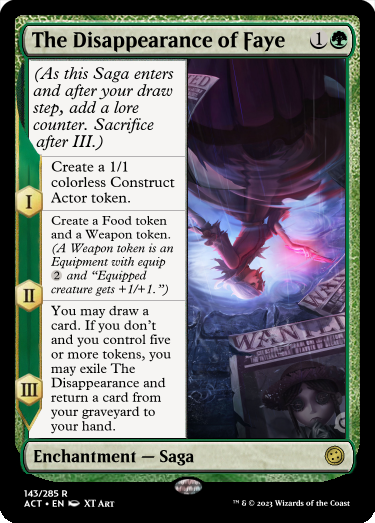 The Disappearance of Faye 1
(As this Saga enters
and after your draw
step, add a lore
counter. Sacrifice
after III.)
I
Create a 1/1
colorless Construct
Actor token.
II
Create a Food token
and a Weapon token.
(A Weapon token is an
Equipment with equip
2 and “Equipped
creature gets +1/+1.”)
III
You may draw a
card. If you don't
and you control five
or more tokens, you
may exile The
Disappearance and
return a card from
your graveyard to
your hand.
WANTED
Enchantment — Saga
143/285 R
ACT • EN XT Art
™ & © 2023 Wizards of the Coast